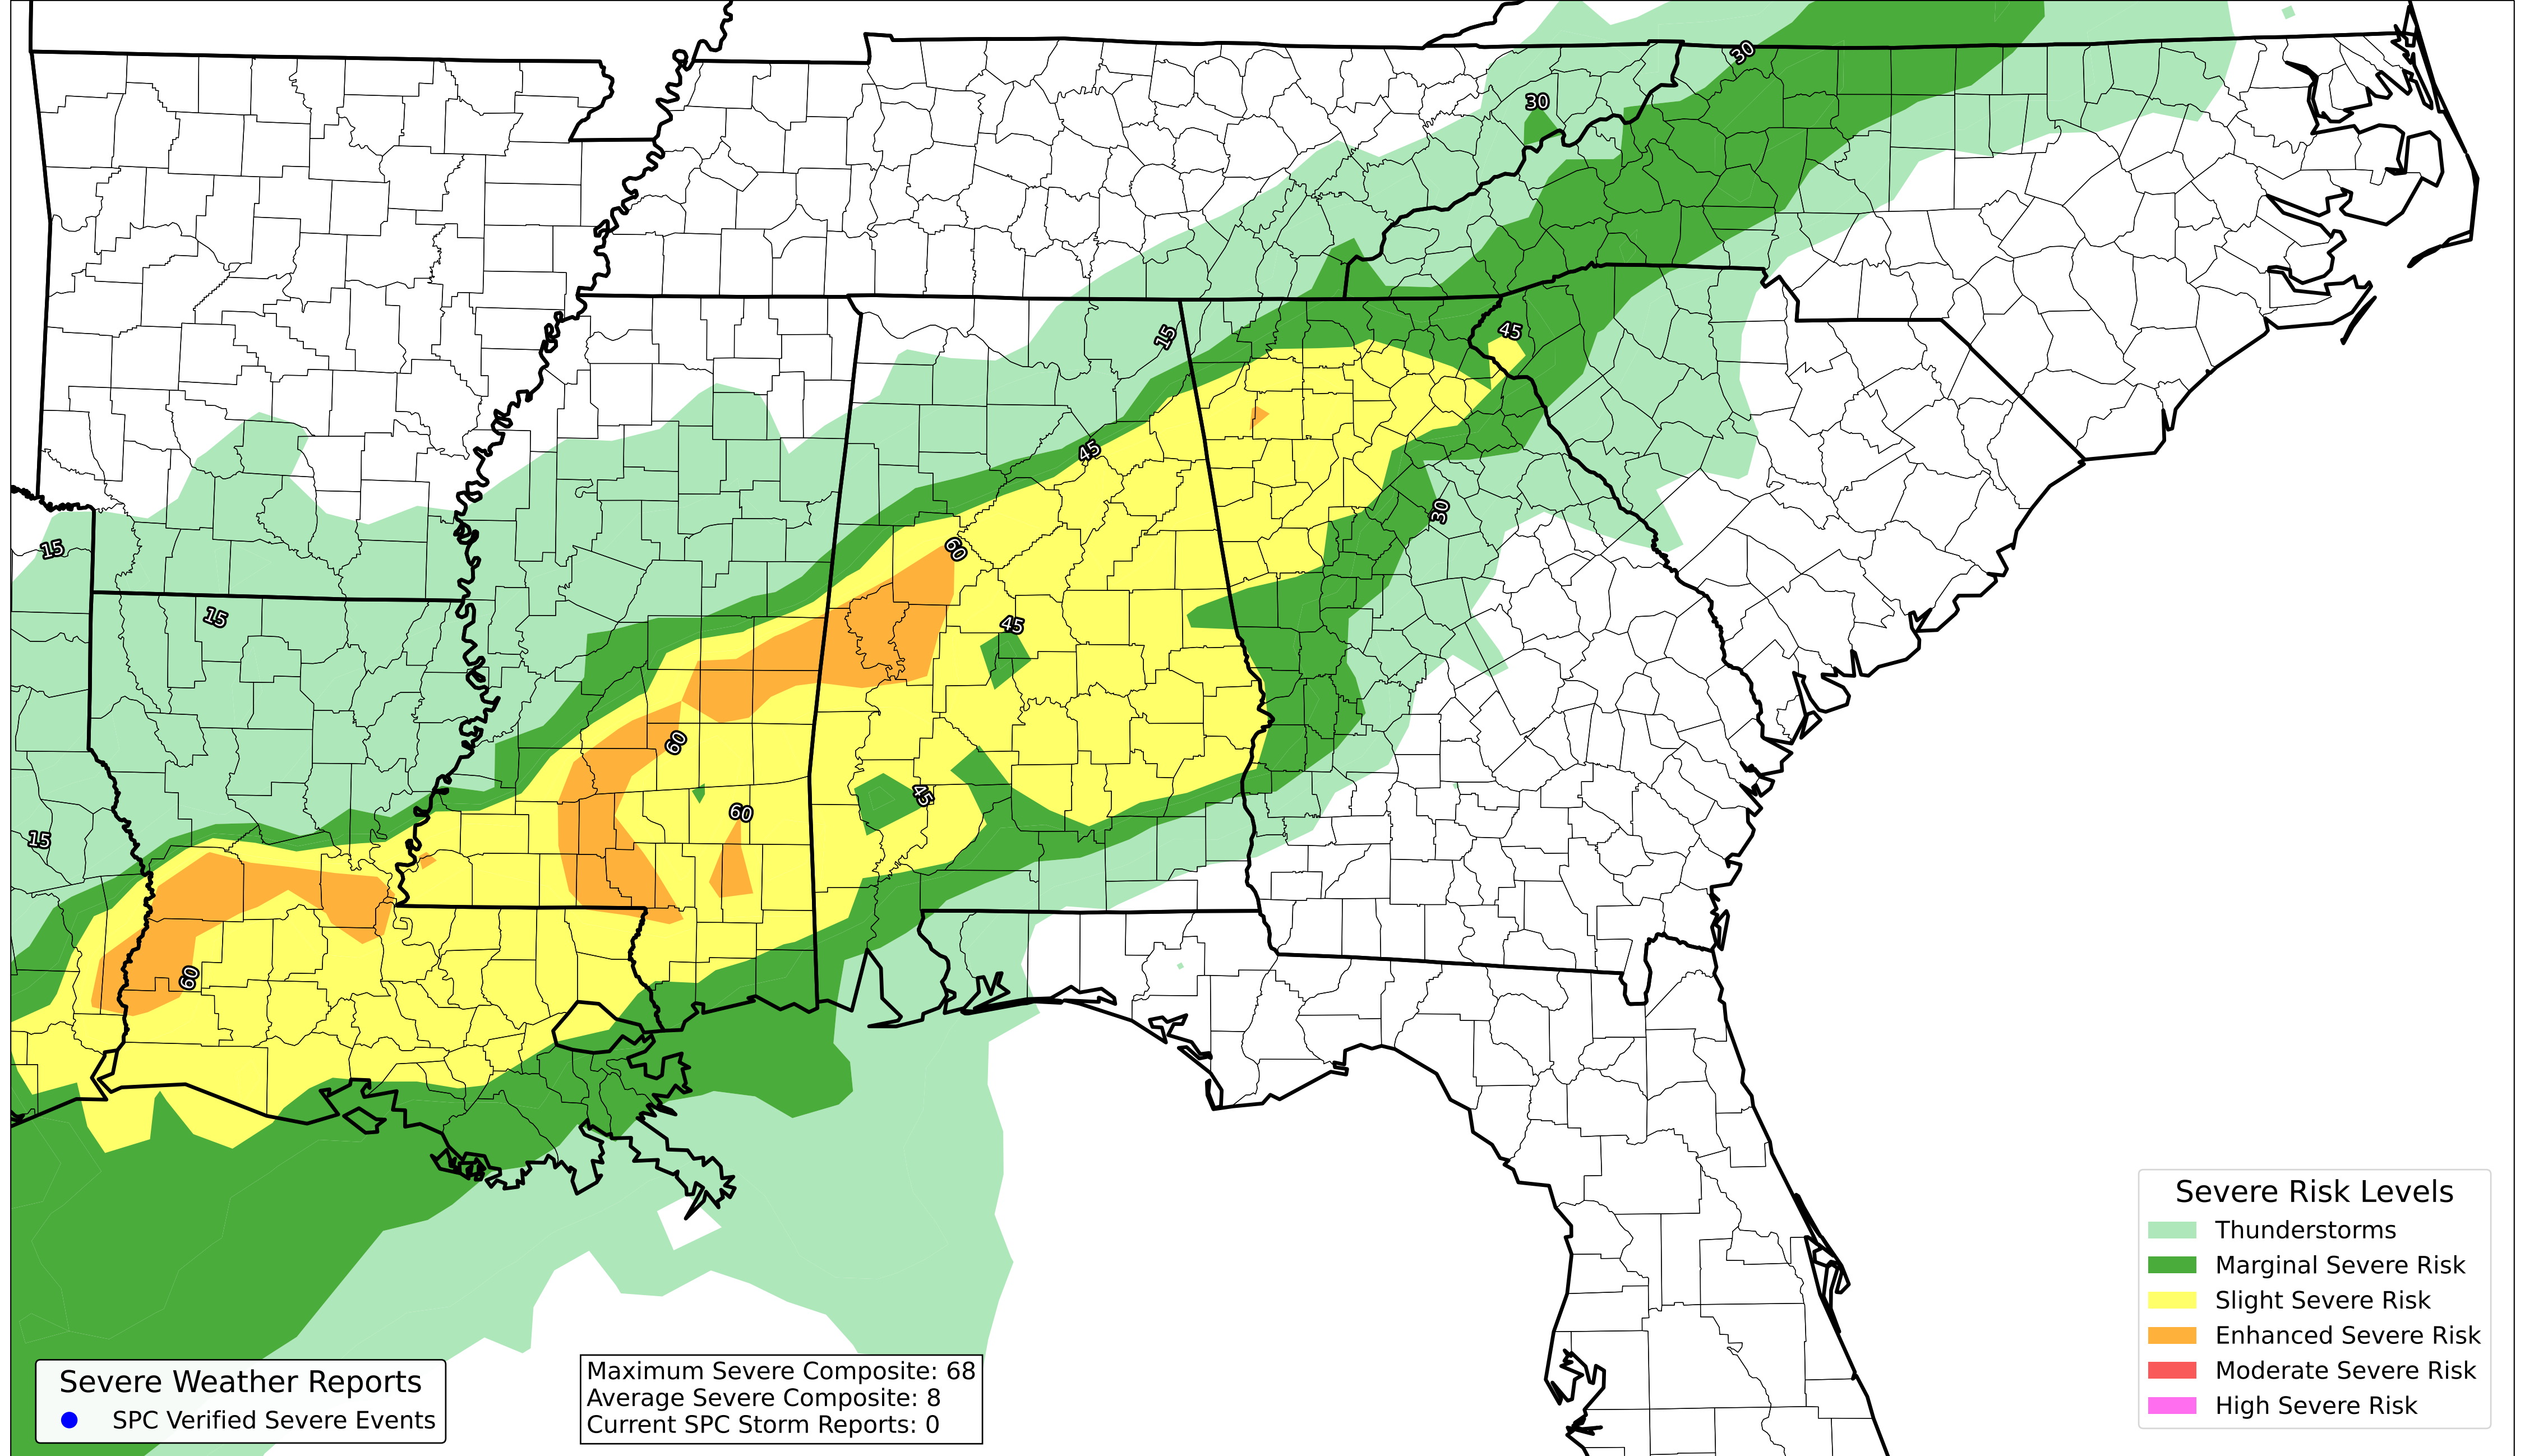 30
30
45
15
45
30
15
60
15
45
60
45
60
15
60
Severe Risk Levels
Thunderstorms
Marginal Severe Risk
Slight Severe Risk
Enhanced Severe Risk
Moderate Severe Risk
High Severe Risk
Severe Weather Reports
SPC Verified Severe Events
Maximum Severe Composite: 68
Average Severe Composite: 8
Current SPC Storm Reports: 0